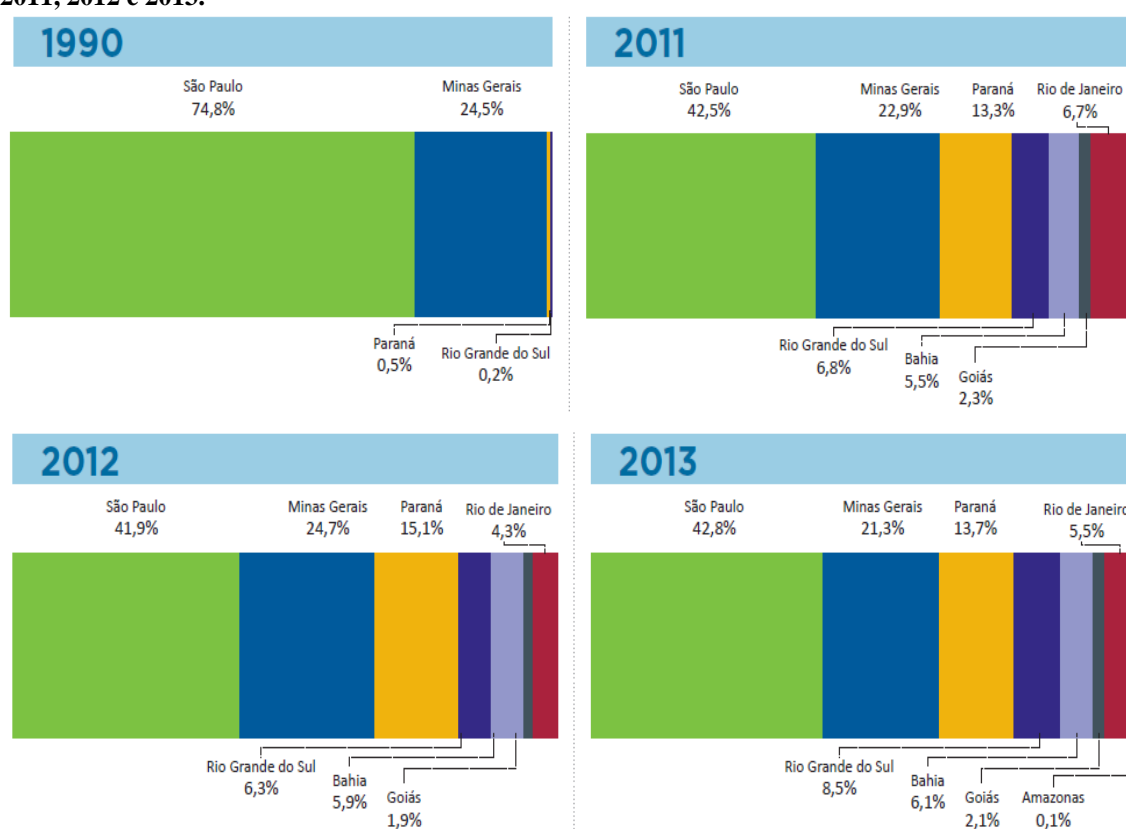 2011, 2012 e 2013.
1990
São Paulo
74,8%
Minas Gerais
24,5%
Paraná
0,5%
Rio Grande do Sul
0,2%
2011
São Paulo
42,5%
Minas Gerais
22,9%
Paraná
13,3%
Rio de Janeiro
6,7%
Rio Grande do Sul
6,8%
Bahia
5,5%
Goiás
2,3%
2012
São Paulo
41,9%
Minas Gerais
24,7%
Paraná
15,1%
Rio de Janeiro
4,3%
Rio Grande do Sul
6,3%
Bahia
5,9%
Goiás
1,9%
2013
São Paulo
42,8%
Minas Gerais
21,3%
Paraná
13,7%
Rio de Janeiro
5,5%
Rio Grande do Sul
8,5%
Bahia
6,1%
Goiás
2,1%
Amazonas
0,1%